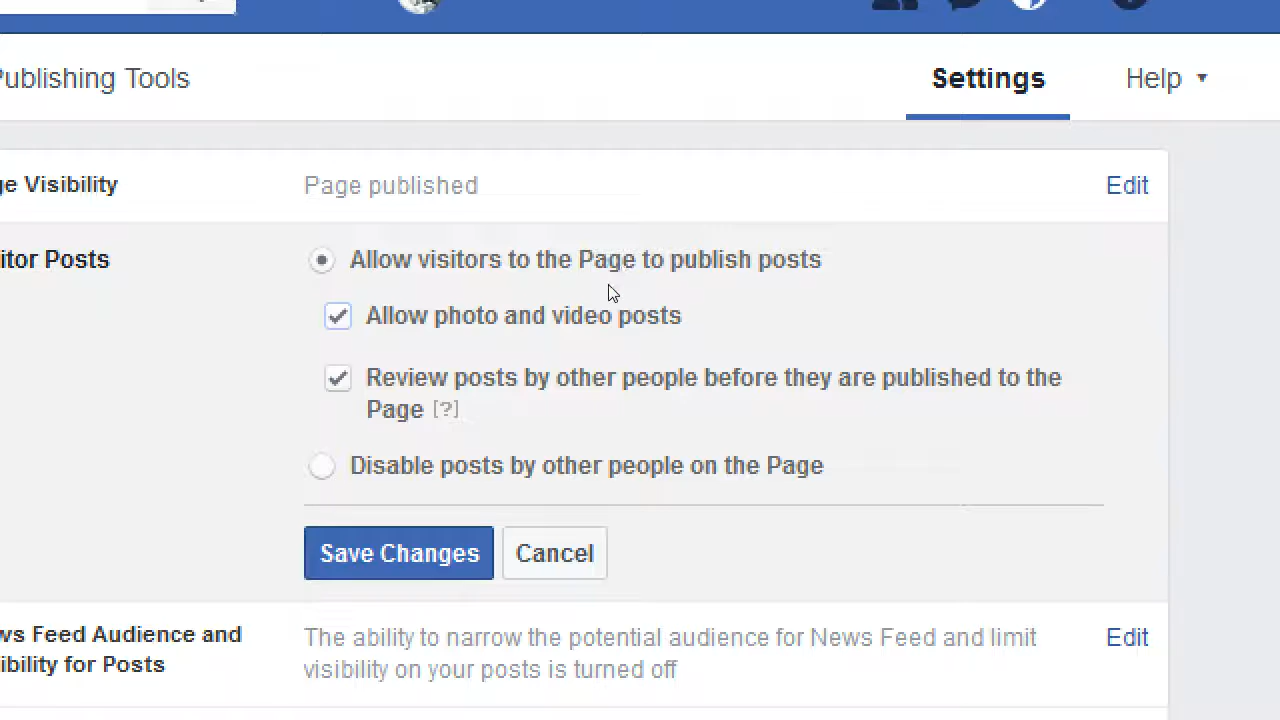 Publishing Tools
Settings
Help
ge Visibility
Page published
Edit
itor Posts
Allow visitors to the Page to publish posts
Allow photo and video posts
Review posts by other people before they are published to the
Page [?]
Disable posts by other people on the Page
Save Changes
Cancel
ws Feed Audience and
ibility for Posts
The ability to narrow the potential audience for News Feed and limit
visibility on your posts is turned off
Edit